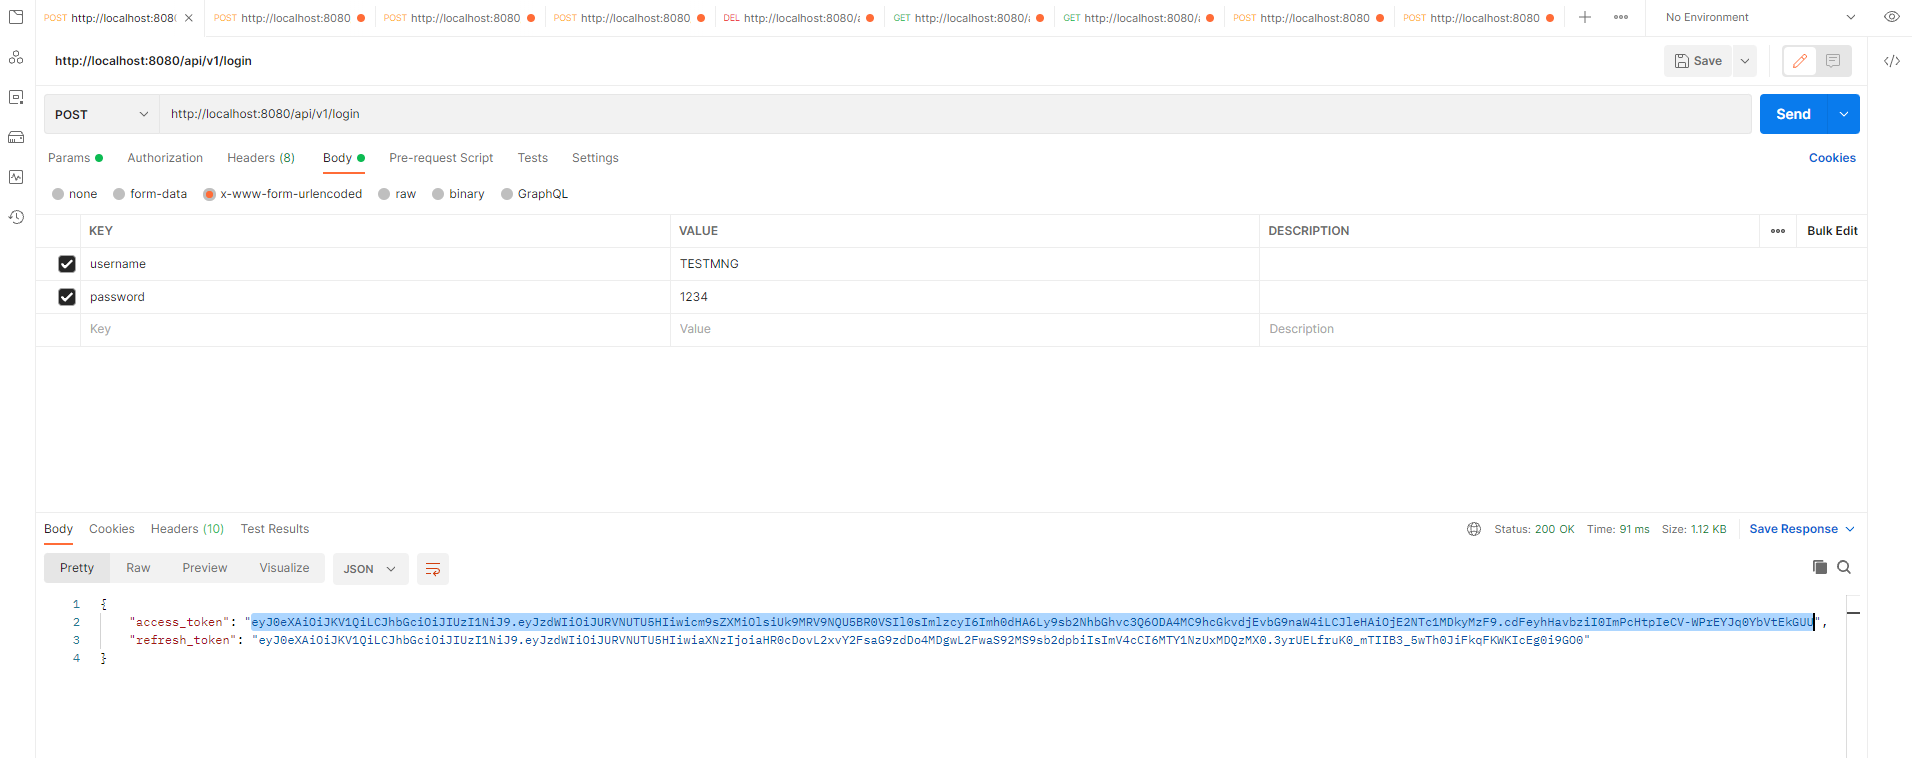 POST http://localhost:808 POST http://localhost:8080 POST http://localhost:8080 POST http://localhost:8080 DEL http://localhost:8080/a GET http://localhost:8080/a GET http://localhost:8080/a POST http://localhost:8080 POST http://localhost:8080 No Environment
http://localhost:8080/api/v1/login Save
POST http://localhost:8080/api/v1/login Send
Params Authorization Headers (8) Body Pre-request Script Tests Settings Cookies
none form-data x-www-form-urlencoded raw binary GraphQL
KEY VALUE DESCRIPTION Bulk Edit
username TESTMNG
password 1234
Key Value Description
Body Cookies Headers (10) Test Results Status: 200 OK Time: 91 ms Size: 1.12 KB Save Response
Pretty Raw Preview Visualize JSON
1 {
2 "access_token": "eyJ0eXAiOiJKV1QiLCJhbGciOiJIUzI1NiJ9.eyJzdWIiOiJURVNUTU5HIiwicm9sZXMiOlsiUk9MRV9NQU5BR0VSIl0sImlzcyI6Imh0dHA6Ly9sb2NhbGhvc3Q6ODA4MC9hcGkvdjEvbG9naW4iLCJleHAiOjE2NTc1MDkyMzF9.cdFeyhHavbziI0ImPcHtpIeCV-WPrEYJq0YbVtEkGUU",
3 "refresh_token": "eyJ0eXAiOiJKV1QiLCJhbGciOiJIUzI1NiJ9.eyJzdWIiOiJURVNUTU5HIiwiaXNzIjoiaHR0cDovL2xvY2FsaG9zdDo4MDgwL2FwaS92MS9sb2dpbiIsImV4cCI6MTY1NzUxMDQzMX0.3yrUELfruK0_mTIIB3_5wTh0JiFkqFKWKIcEg0i9GO0"
4 }